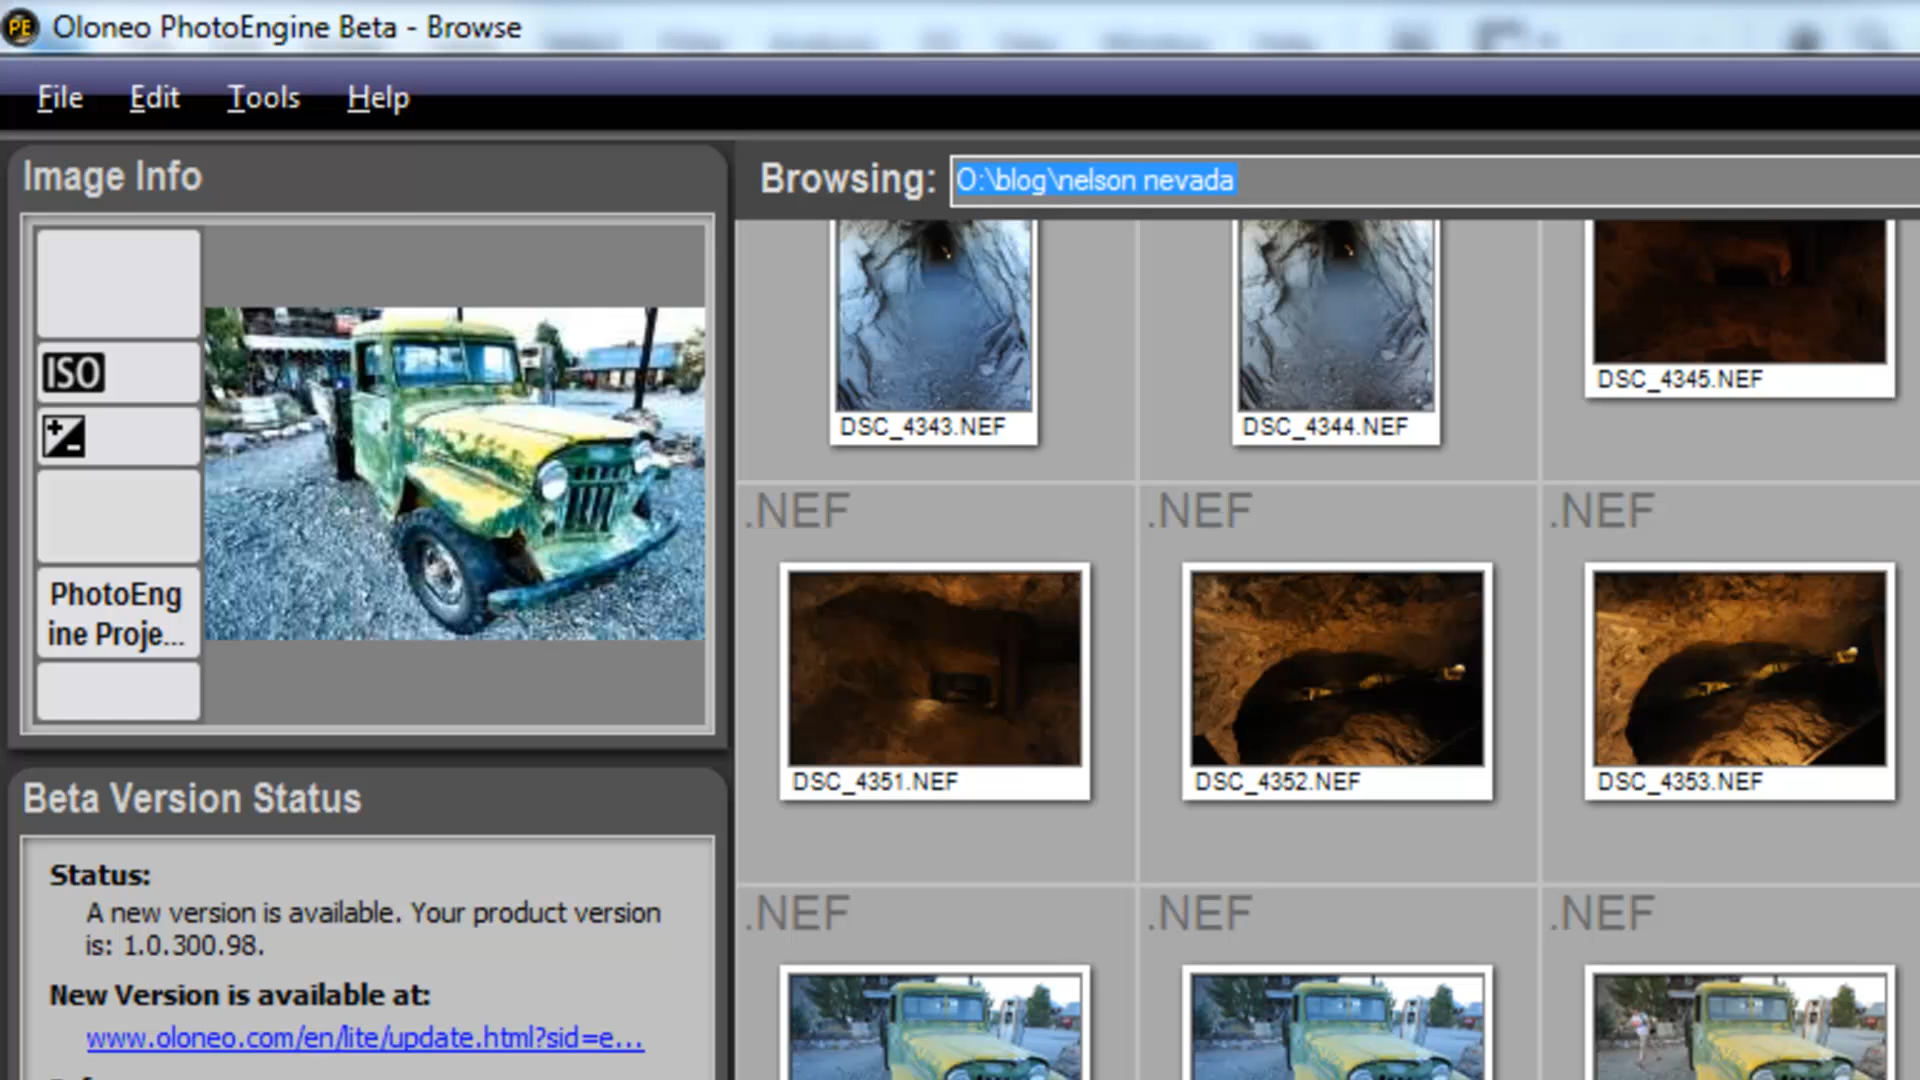 PE Oloneo PhotoEngine Beta - Browse
File Edit Tools Help
Image Info
ISO
PhotoEng
ine Proje...
Beta Version Status
Status:
A new version is available. Your product version
is: 1.0.300.98.
New Version is available at:
www.oloneo.com/en/lite/update.html?sid=e...
Browsing: O:\blog\nelson nevada
DSC_4343.NEF DSC_4344.NEF DSC_4345.NEF
.NEF .NEF .NEF
DSC_4351.NEF DSC_4352.NEF DSC_4353.NEF
.NEF .NEF .NEF